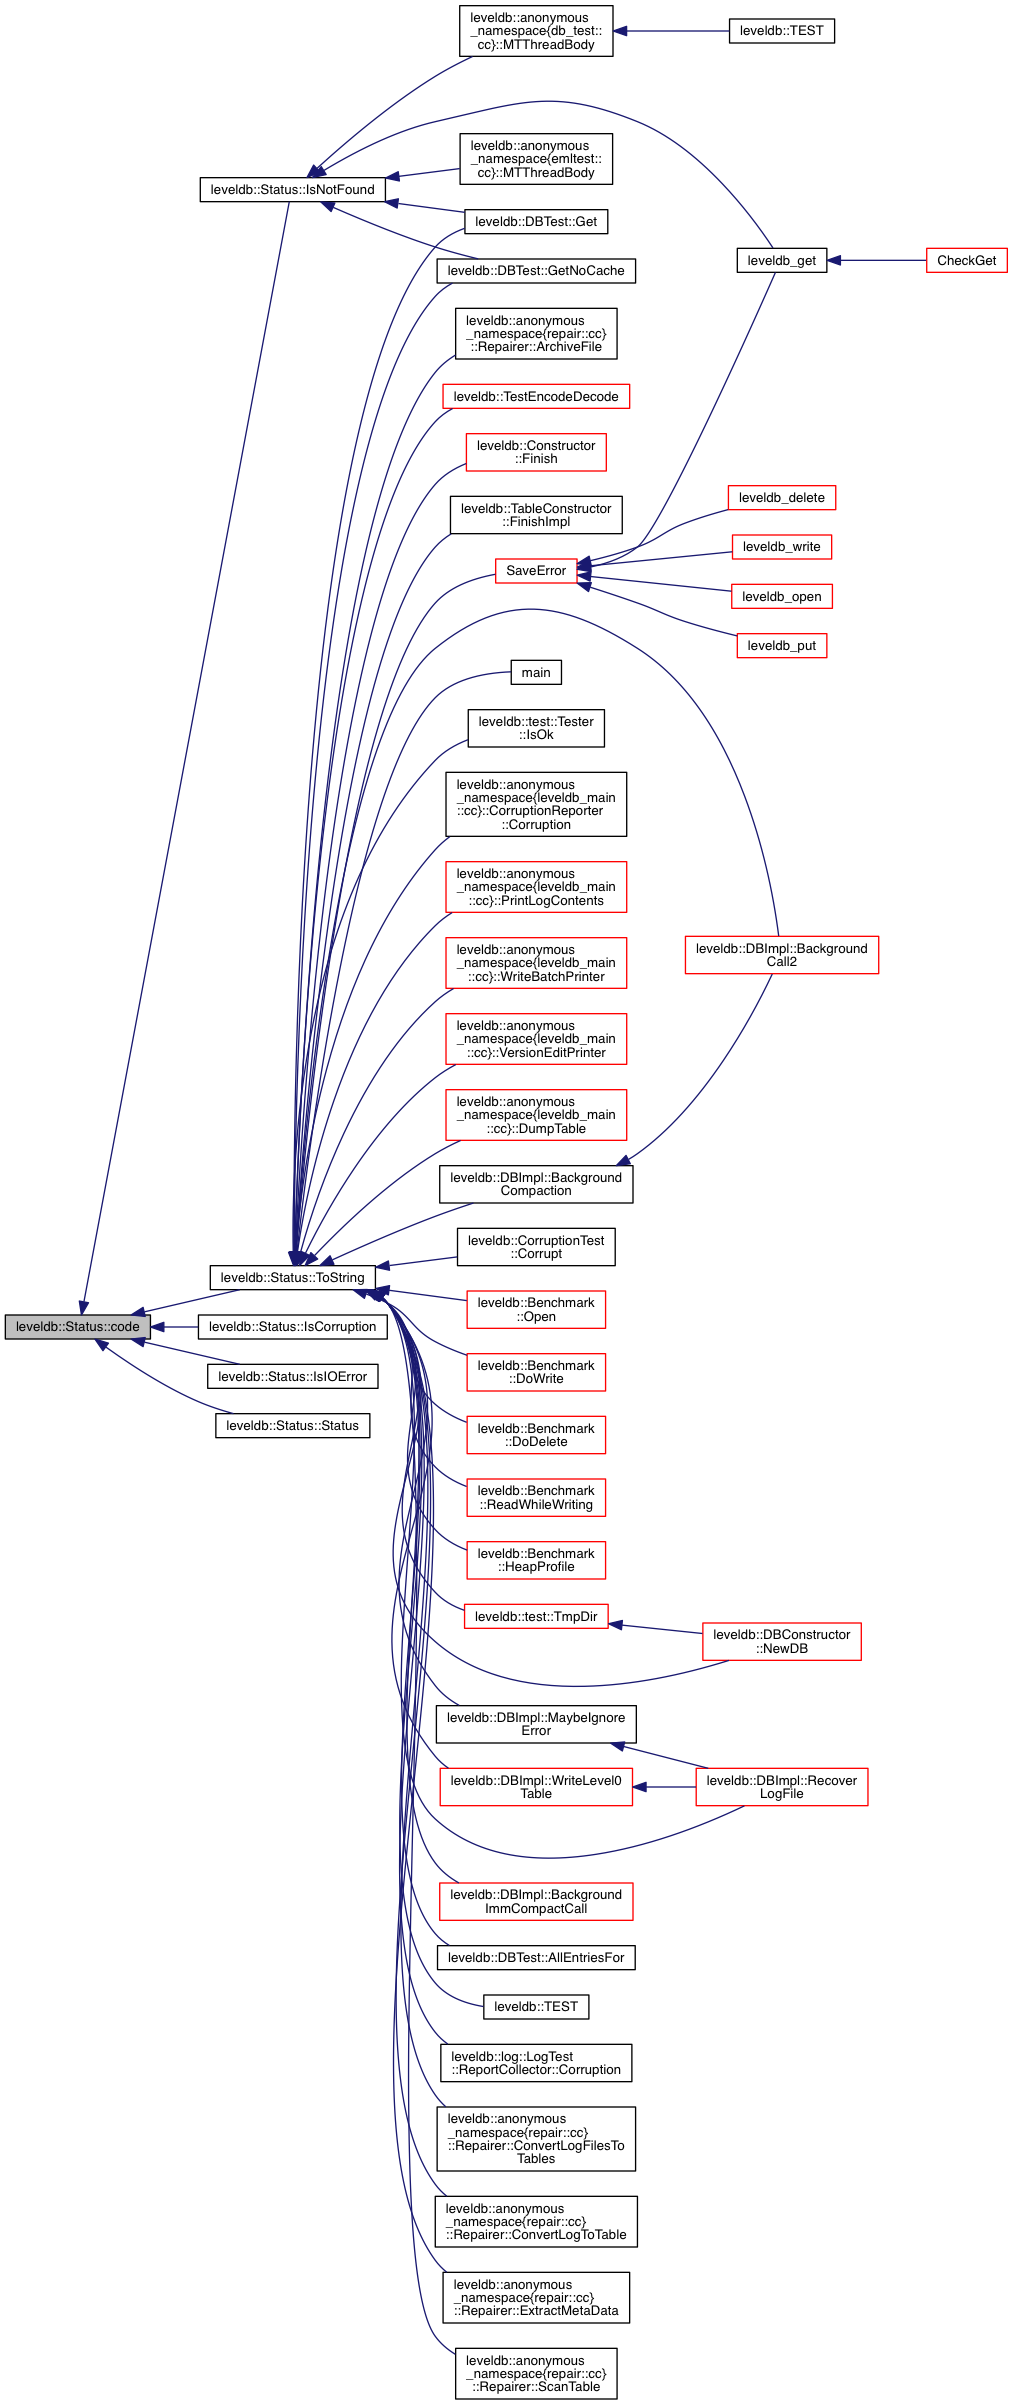 leveldb::anonymous
_namespace{db_test::
cc}::MTThreadBody
leveldb::TEST
leveldb::anonymous
_namespace{emltest::
cc}::MTThreadBody
leveldb::Status::IsNotFound
leveldb::DBTest::Get
leveldb_get
CheckGet
leveldb::DBTest::GetNoCache
leveldb::anonymous
_namespace{repair::cc}
::Repairer::ArchiveFile
leveldb::TestEncodeDecode
leveldb::Constructor
::Finish
leveldb::TableConstructor
::FinishImpl
leveldb_delete
leveldb_write
SaveError
leveldb_open
leveldb_put
main
leveldb::test::Tester
::IsOk
leveldb::anonymous
_namespace{leveldb_main
::cc}::CorruptionReporter
::Corruption
leveldb::anonymous
_namespace{leveldb_main
::cc}::PrintLogContents
leveldb::anonymous
_namespace{leveldb_main
::cc}::WriteBatchPrinter
leveldb::DBImpl::Background
Call2
leveldb::anonymous
_namespace{leveldb_main
::cc}::VersionEditPrinter
leveldb::anonymous
_namespace{leveldb_main
::cc}::DumpTable
leveldb::DBImpl::Background
Compaction
leveldb::CorruptionTest
::Corrupt
leveldb::Status::ToString
leveldb::Benchmark
::Open
leveldb::Status::code
leveldb::Status::IsCorruption
leveldb::Benchmark
::DoWrite
leveldb::Status::IsIOError
leveldb::Status::Status
leveldb::Benchmark
::DoDelete
leveldb::Benchmark
::ReadWhileWriting
leveldb::Benchmark
::HeapProfile
leveldb::test::TmpDir
leveldb::DBConstructor
::NewDB
leveldb::DBImpl::MaybeIgnore
Error
leveldb::DBImpl::WriteLevel0
Table
leveldb::DBImpl::Recover
LogFile
leveldb::DBImpl::Background
ImmCompactCall
leveldb::DBTest::AllEntriesFor
leveldb::TEST
leveldb::log::LogTest
::ReportCollector::Corruption
leveldb::anonymous
_namespace{repair::cc}
::Repairer::ConvertLogFilesTo
Tables
leveldb::anonymous
_namespace{repair::cc}
::Repairer::ConvertLogToTable
leveldb::anonymous
_namespace{repair::cc}
::Repairer::ExtractMetaData
leveldb::anonymous
_namespace{repair::cc}
::Repairer::ScanTable